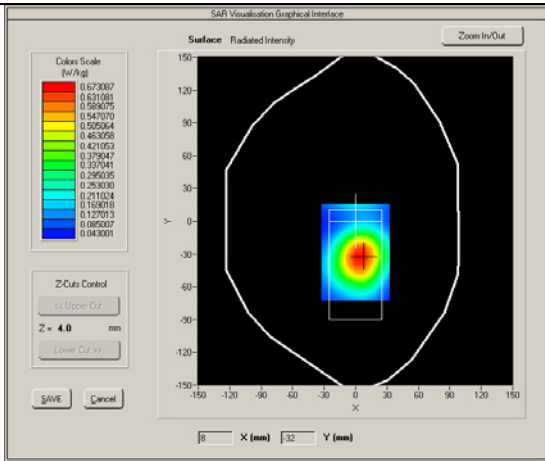 SAR Visualisation Graphical Interface
Surface Radiated Intensity
Zoom In/Out
Colors Scale
(W/kg)
0.673087
0.631081
0.589075
0.547070
0.505064
0.463058
0.421053
0.379047
0.337041
0.295035
0.253030
0.211024
0.169018
0.127013
0.085007
0.043001
Z-Cuts Control
<< Upper Cut
Z = 4.0 mm
Lower Cut >>
SAVE
Cancel
150
120
90
60
30
0
-30
-60
-90
-120
-150
Y
-150 -120 -90 -60 -30 0 30 60 90 120 150
X
8 X (mm) -32 Y (mm)